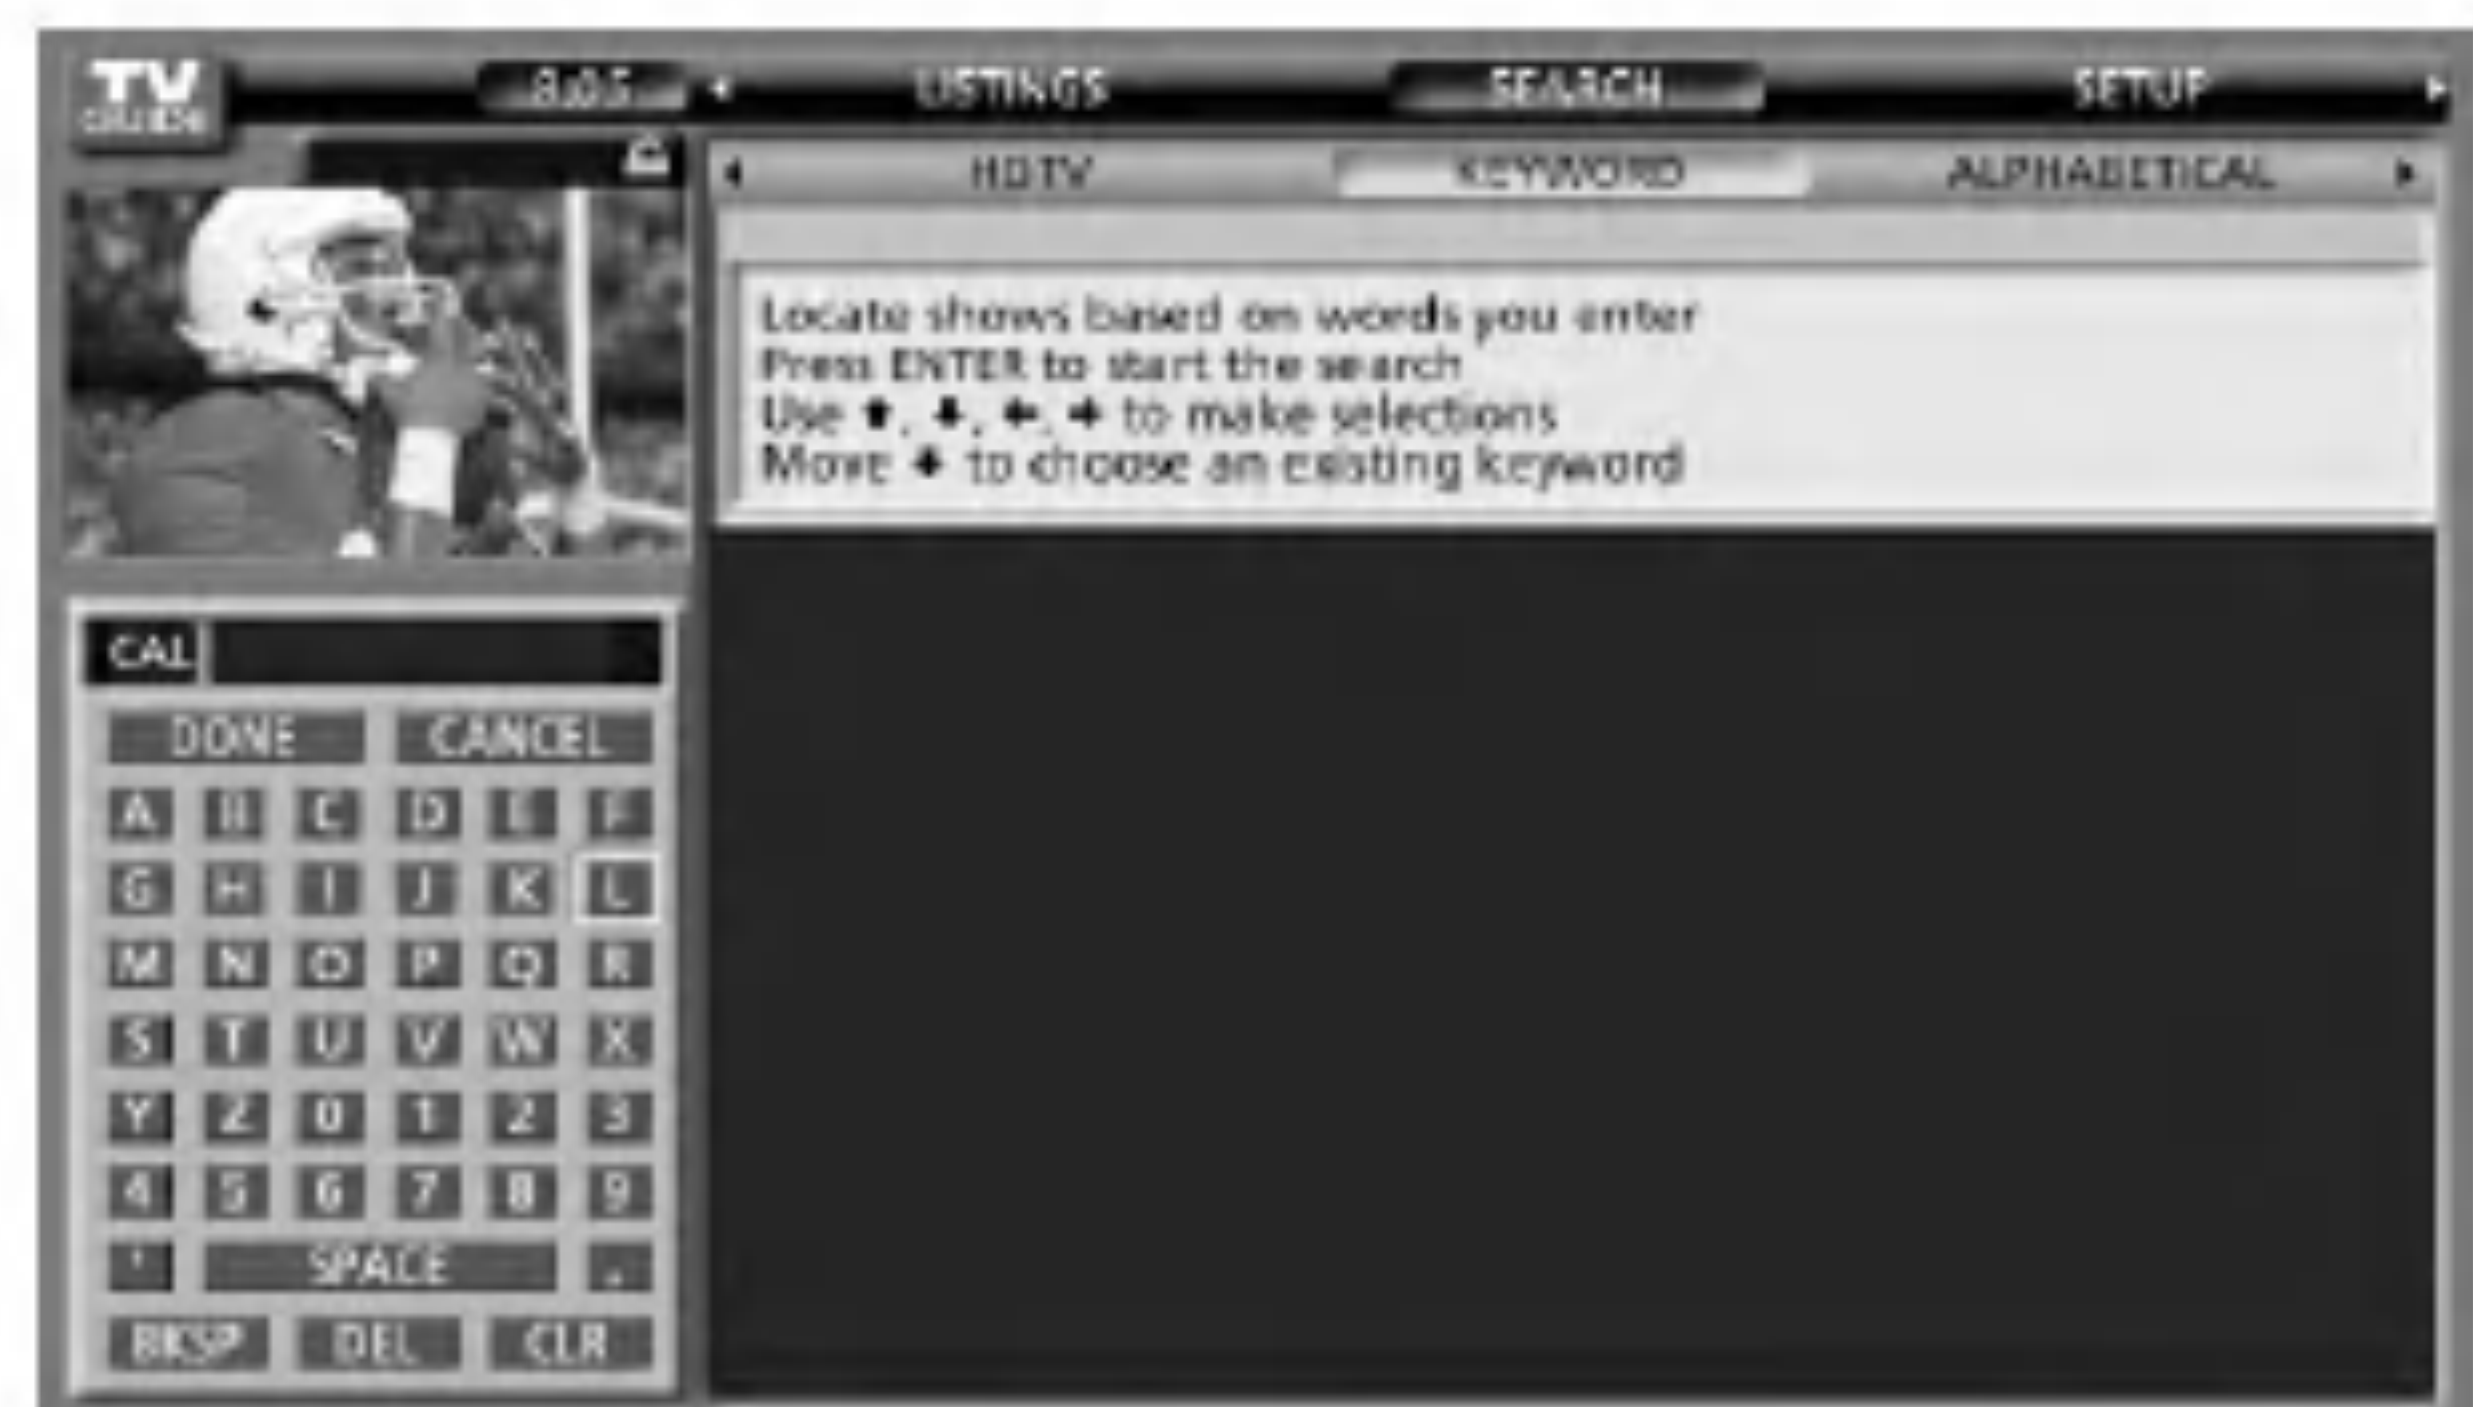 TV
GUIDE
8:05 LISTINGS SEARCH SETUP
HDTV KEYWORD ALPHABETICAL
Locate shows based on words you enter
Press ENTER to start the search
Use ↑, ↓, ←, → to make selections
Move ↓ to choose an existing keyword
CAL
DONE CANCEL
A B C D E F
G H I J K L
M N O P Q R
S T U V W X
Y Z 0 1 2 3
4 5 6 7 8 9
' SPACE .
BKSP DEL CLR